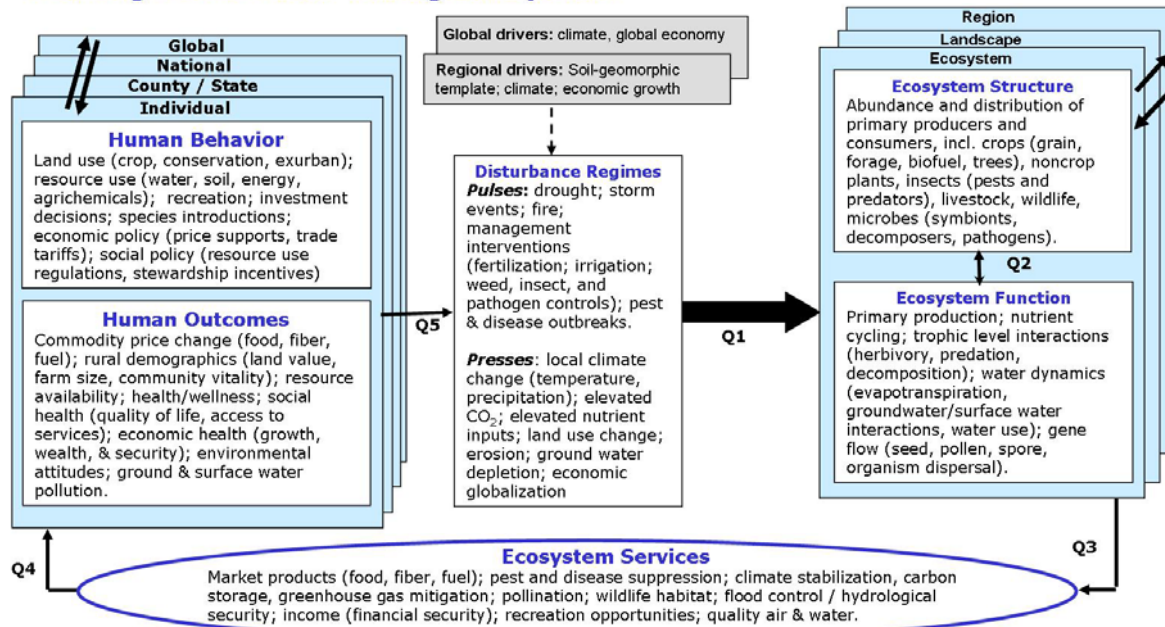 Global
National
County / State
Individual
Human Behavior
Land use (crop, conservation, exurban);
resource use (water, soil, energy,
agrichemicals); recreation; investment
decisions; species introductions;
economic policy (price supports, trade
tariffs); social policy (resource use
regulations, stewardship incentives)
Human Outcomes
Commodity price change (food, fiber,
fuel); rural demographics (land value,
farm size, community vitality); resource
availability; health/wellness; social
health (quality of life, access to
services); economic health (growth,
wealth, & security); environmental
attitudes; ground & surface water
pollution.
Q5
Global drivers: climate, global economy
Regional drivers: Soil-geomorphic
template; climate; economic growth
Disturbance Regimes
Pulses: drought; storm
events; fire;
management
interventions
(fertilization; irrigation;
weed, insect, and
pathogen controls); pest
& disease outbreaks.
Presses: local climate
change (temperature,
precipitation); elevated
CO2; elevated nutrient
inputs; land use change;
erosion; ground water
depletion; economic
globalization
Q1
Region
Landscape
Ecosystem
Ecosystem Structure
Abundance and distribution of
primary producers and
consumers, incl. crops (grain,
forage, biofuel, trees), noncrop
plants, insects (pests and
predators), livestock, wildlife,
microbes (symbionts,
decomposers, pathogens).
Q2
Ecosystem Function
Primary production; nutrient
cycling; trophic level interactions
(herbivory, predation,
decomposition); water dynamics
(evapotranspiration,
groundwater/surface water
interactions, water use); gene
flow (seed, pollen, spore,
organism dispersal).
Q3
Q4
Ecosystem Services
Market products (food, fiber, fuel); pest and disease suppression; climate stabilization, carbon
storage, greenhouse gas mitigation; pollination; wildlife habitat; flood control / hydrological
security; income (financial security); recreation opportunities; quality air & water.